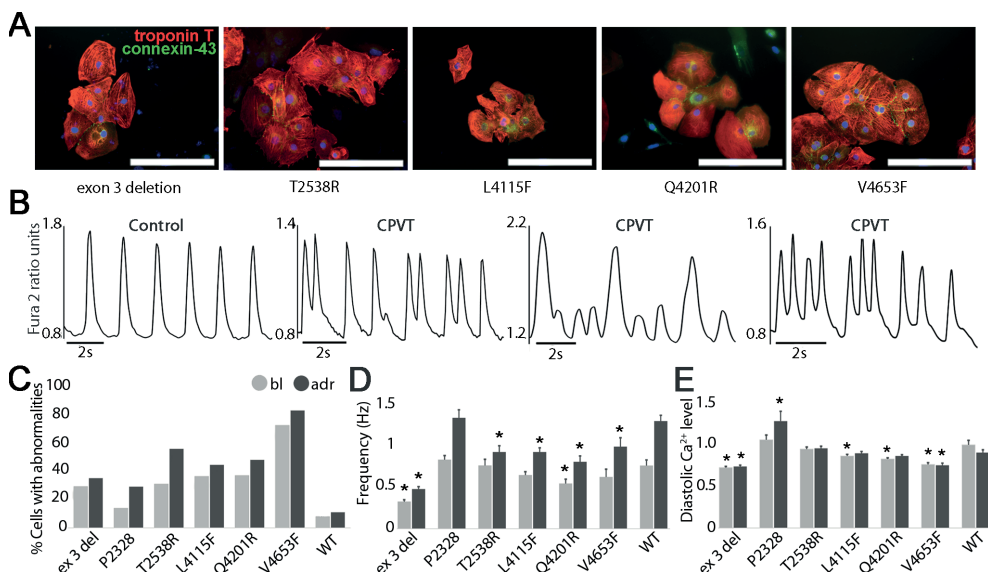 A
troponin T
connexin-43
exon 3 deletion
T2538R
L4115F
Q4201R
V4653F
B
Fura 2 ratio units
1.8
0.8
Control
2s
1.4
0.8
CPVT
2s
2.2
1.2
CPVT
2s
1.6
0.8
CPVT
2s
C
% Cells with abnormalities
100
80
60
40
20
0
bl
adr
ex 3 del
P2328
T2538R
L4115F
Q4201R
V4653F
WT
D
Frequency (Hz)
1.5
1
0.5
0
* * * * * * *
ex 3 del
P2328
T2538R
L4115F
Q4201R
V4653F
WT
E
Diastolic Ca²⁺ level
1.5
1.0
0.5
0
* * * * * * *
ex 3 del
P2328
T2538R
L4115F
Q4201R
V4653F
WT